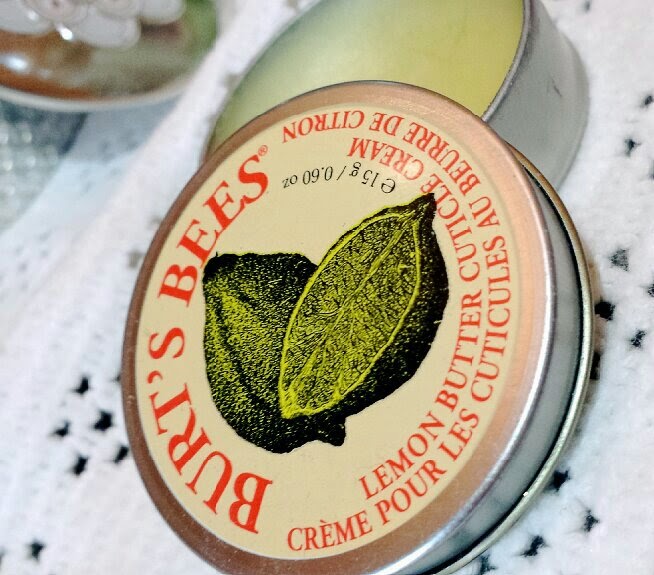 BURT'S BEES®
℮15 g / 0.60 oz
LEMON BUTTER CUTICLE CREAM
CRÈME POUR LES CUTICULES AU BEURRE DE CITRON